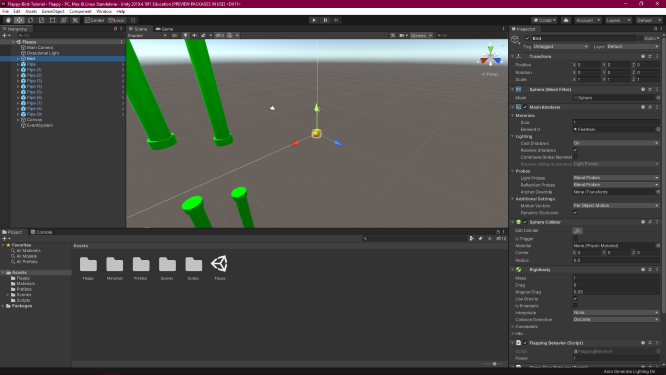 Flappy-Bird-Tutorial - Flappy - PC, Mac & Linux Standalone - Unity 2019.4.18f1 Education [PREVIEW PACKAGES IN USE] <DX11>
File Edit Assets GameObject Component Window Help
Center Local
Collab Account Layers Default
Hierarchy
All
Flappy
Main Camera
Directional Light
Bird
Pipe
Pipe (1)
Pipe (2)
Pipe (3)
Pipe (4)
Pipe (5)
Pipe (6)
Pipe (7)
Pipe (8)
Pipe (9)
Canvas
EventSystem
Scene Game
Shaded 2D Gizmos All
Persp
Project Console
Favorites
All Materials
All Models
All Prefabs
Assets
Flappy
Materials
Prefabs
Scenes
Scripts
Packages
Assets
Flappy Materials Prefabs Scenes Scripts Flappy
Inspector
Bird Static
Tag Untagged Layer Default
Transform
Position X 0 Y 0 Z 0
Rotation X 0 Y 0 Z 0
Scale X 1 Y 1 Z 1
Sphere (Mesh Filter)
Mesh Sphere
Mesh Renderer
Materials
Size 1
Element 0 Feathers
Lighting
Cast Shadows On
Receive Shadows
Contribute Global Illuminat
Receive Global Illumination Light Probes
Probes
Light Probes Blend Probes
Reflection Probes Blend Probes
Anchor Override None (Transform)
Additional Settings
Motion Vectors Per Object Motion
Dynamic Occlusion
Sphere Collider
Edit Collider
Is Trigger
Material None (Physic Material)
Center X 0 Y 0 Z 0
Radius 0.5
Rigidbody
Mass 1
Drag 0
Angular Drag 0.05
Use Gravity
Is Kinematic
Interpolate None
Collision Detection Discrete
Constraints
Info
Flapping Behavior (Script)
Script FlappingBehavior
Power 1
Auto Generate Lighting On